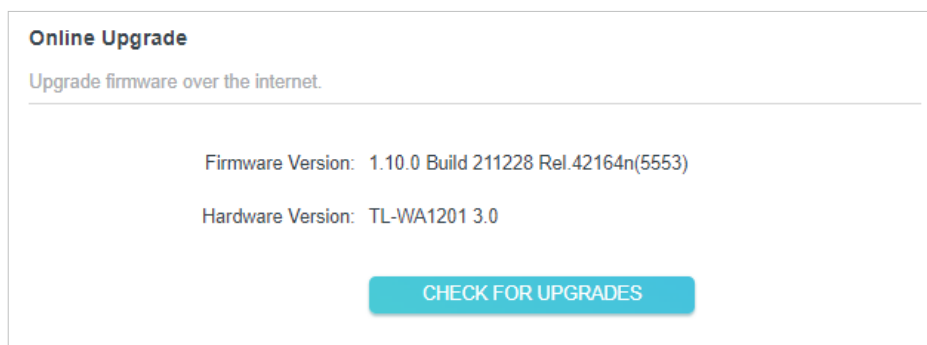 Online Upgrade
Upgrade firmware over the internet.
Firmware Version: 1.10.0 Build 211228 Rel.42164n(5553)
Hardware Version: TL-WA1201 3.0
CHECK FOR UPGRADES